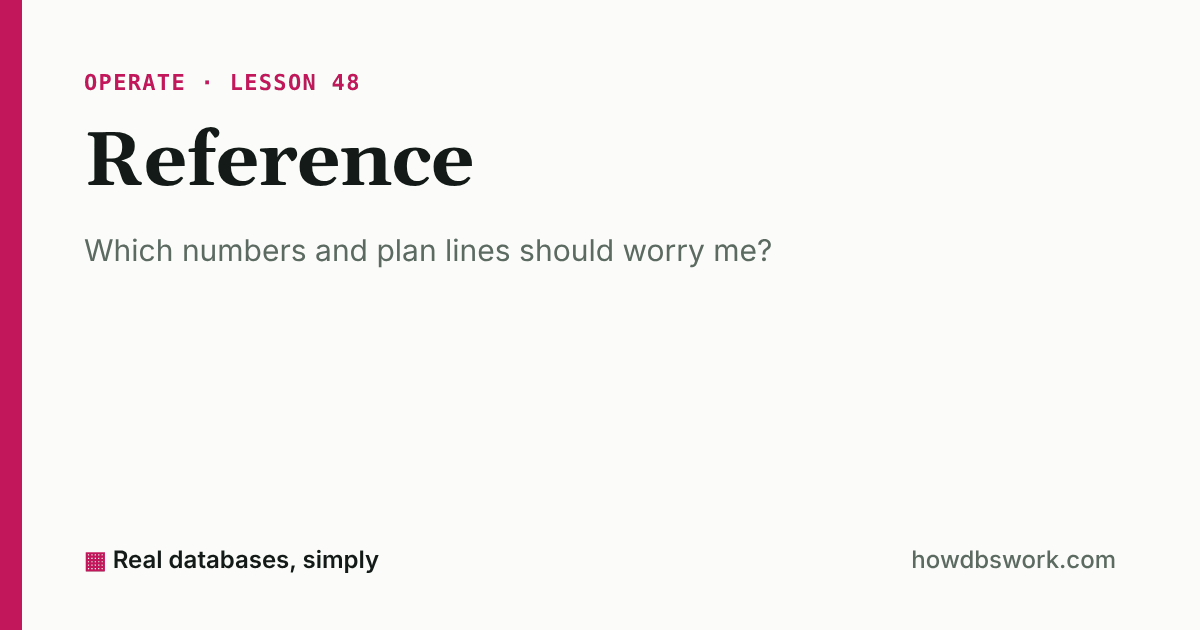 OPERATE · LESSON 48
Reference
Which numbers and plan lines should worry me?
▦ Real databases, simply
howdbswork.com